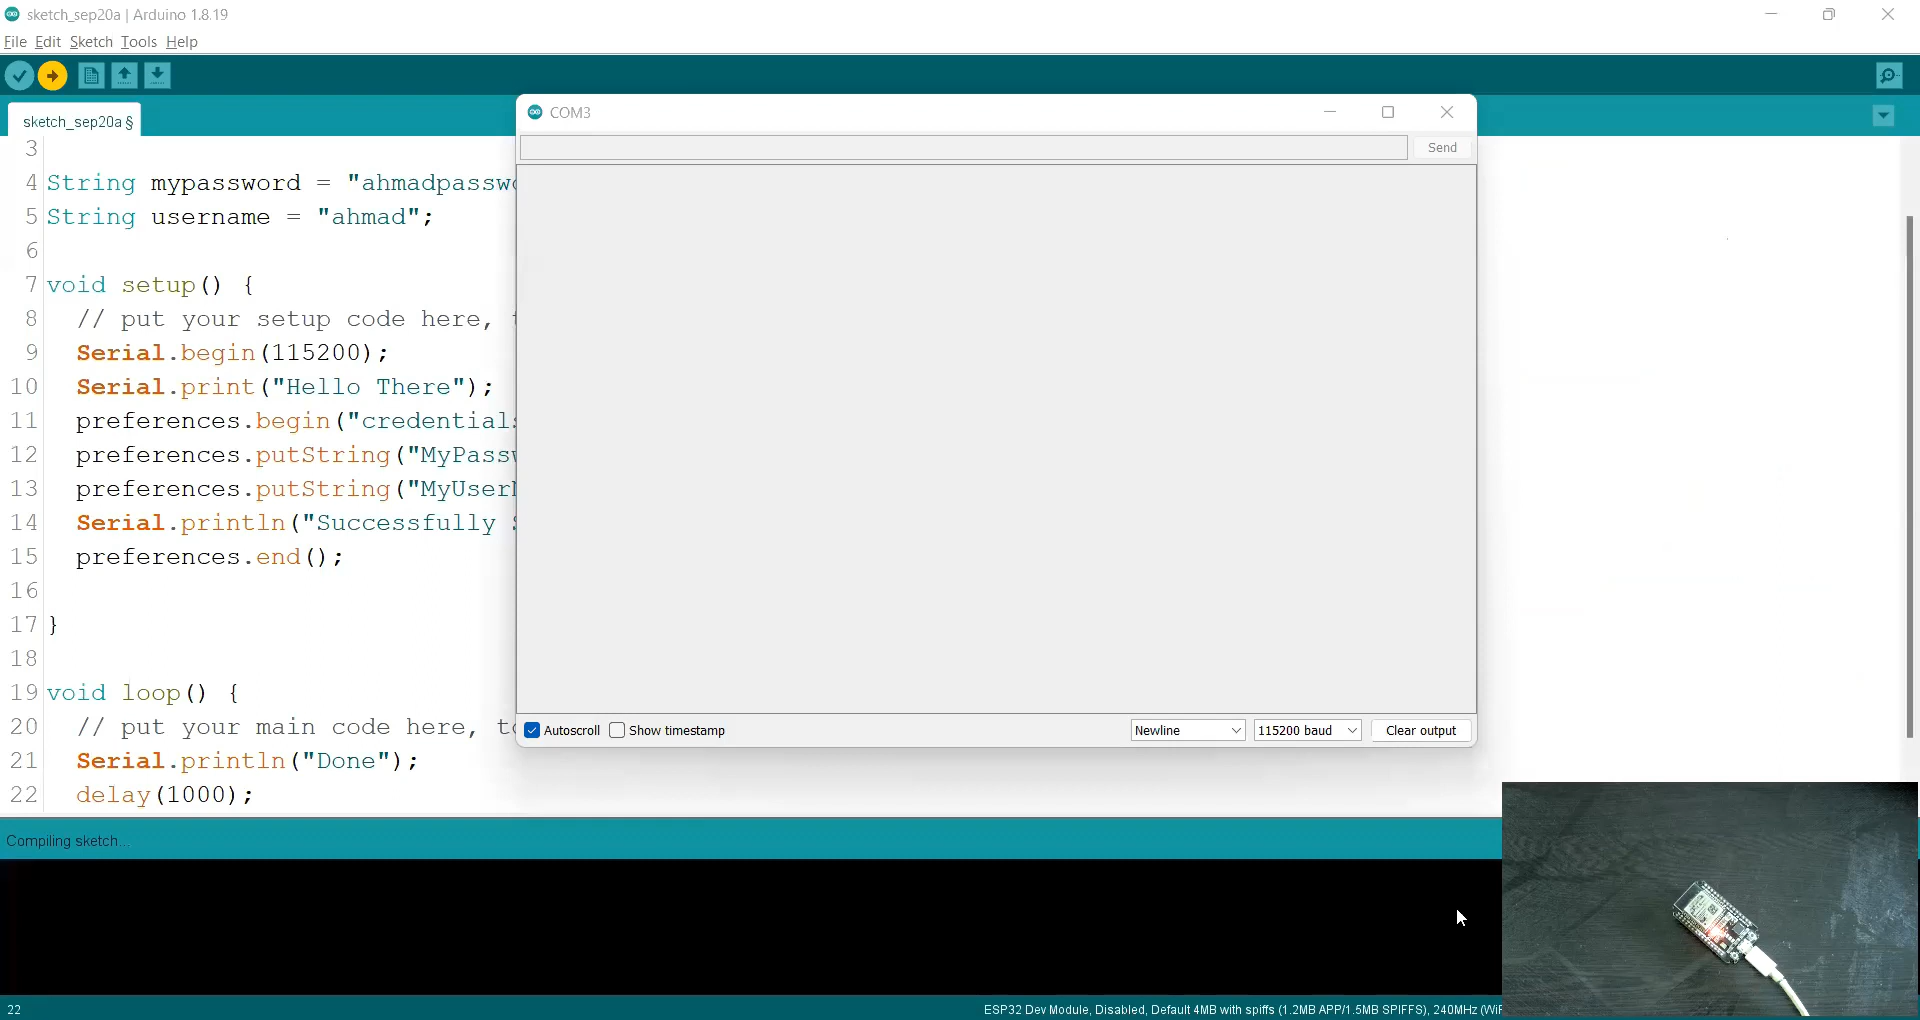 sketch_sep20a | Arduino 1.8.19
File Edit Sketch Tools Help
sketch_sep20a §
COM3
Send
3
4 String mypassword = "ahmadpassw
5 String username = "ahmad";
6
7 void setup() {
8 // put your setup code here,
9 Serial.begin(115200);
10 Serial.print("Hello There");
11 preferences.begin("credentials
12 preferences.putString("MyPassw
13 preferences.putString("MyUserN
14 Serial.println("Successfully
15 preferences.end();
16
17 }
18
19 void loop() {
20 // put your main code here, to
21 Serial.println("Done");
22 delay(1000);
Autoscroll Show timestamp Newline 115200 baud Clear output
Compiling sketch...
22 ESP32 Dev Module, Disabled, Default 4MB with spiffs (1.2MB APP/1.5MB SPIFFS), 240MHz (WiF